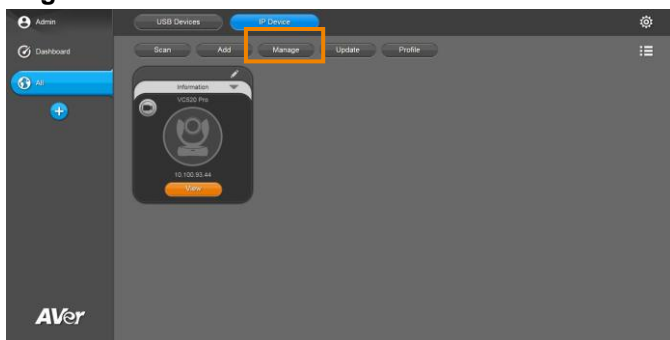 Admin
USB Devices
IP Device
Dashboard
Scan
Add
Manage
Update
Profile
All
Information
VC520 Pro
10.100.93.44
View
AVer